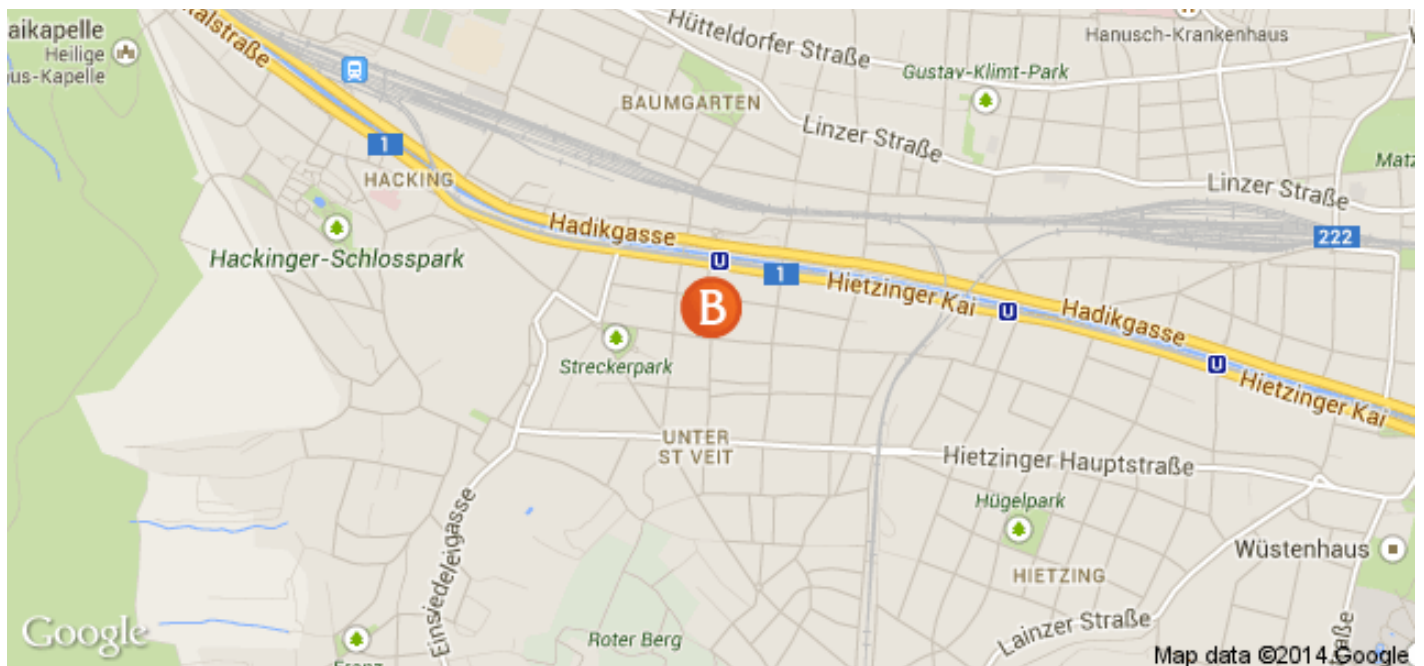 aikapelle
Heilige
us-Kapelle
alstraße
Hütteldorfer Straße
Hanusch-Krankenhaus
Gustav-Klimt-Park
BAUMGARTEN
Linzer Straße
1
HACKING
Matz
Linzer Straße
222
Hadikgasse
Hackinger-Schlosspark
U
1
B
Hietzinger Kai
U
Hadikgasse
Streckerpark
U
Hietzinger Kai
UNTER
ST VEIT
Hietzinger Hauptstraße
Hügelpark
Einsiedeleigasse
Wüstenhaus
HIETZING
Lainzer Straße
Roter Berg
Google
raße
Map data ©2014 Google